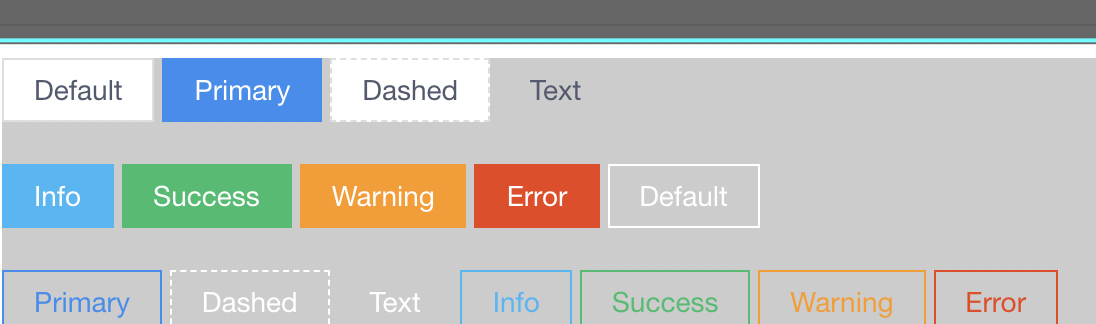 Default Primary Dashed Text
Info Success Warning Error Default
Primary Dashed Text Info Success Warning Error